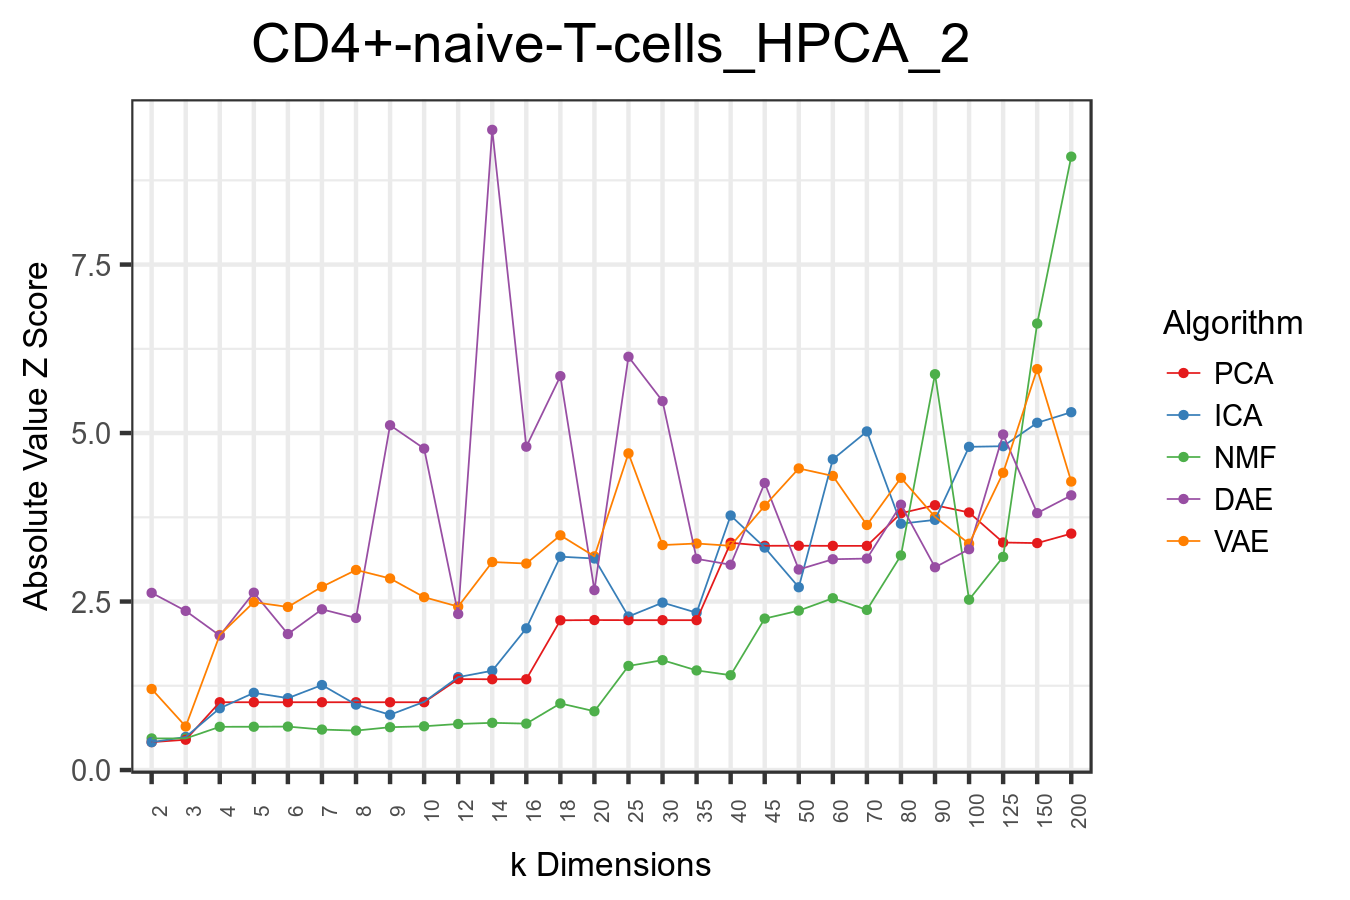 CD4+-naive-T-cells_HPCA_2
Absolute Value Z Score
7.5
5.0
2.5
0.0
2 3 4 5 6 7 8 9 10 12 14 16 18 20 25 30 35 40 45 50 60 70 80 90 100 125 150 200
k Dimensions
Algorithm
PCA
ICA
NMF
DAE
VAE